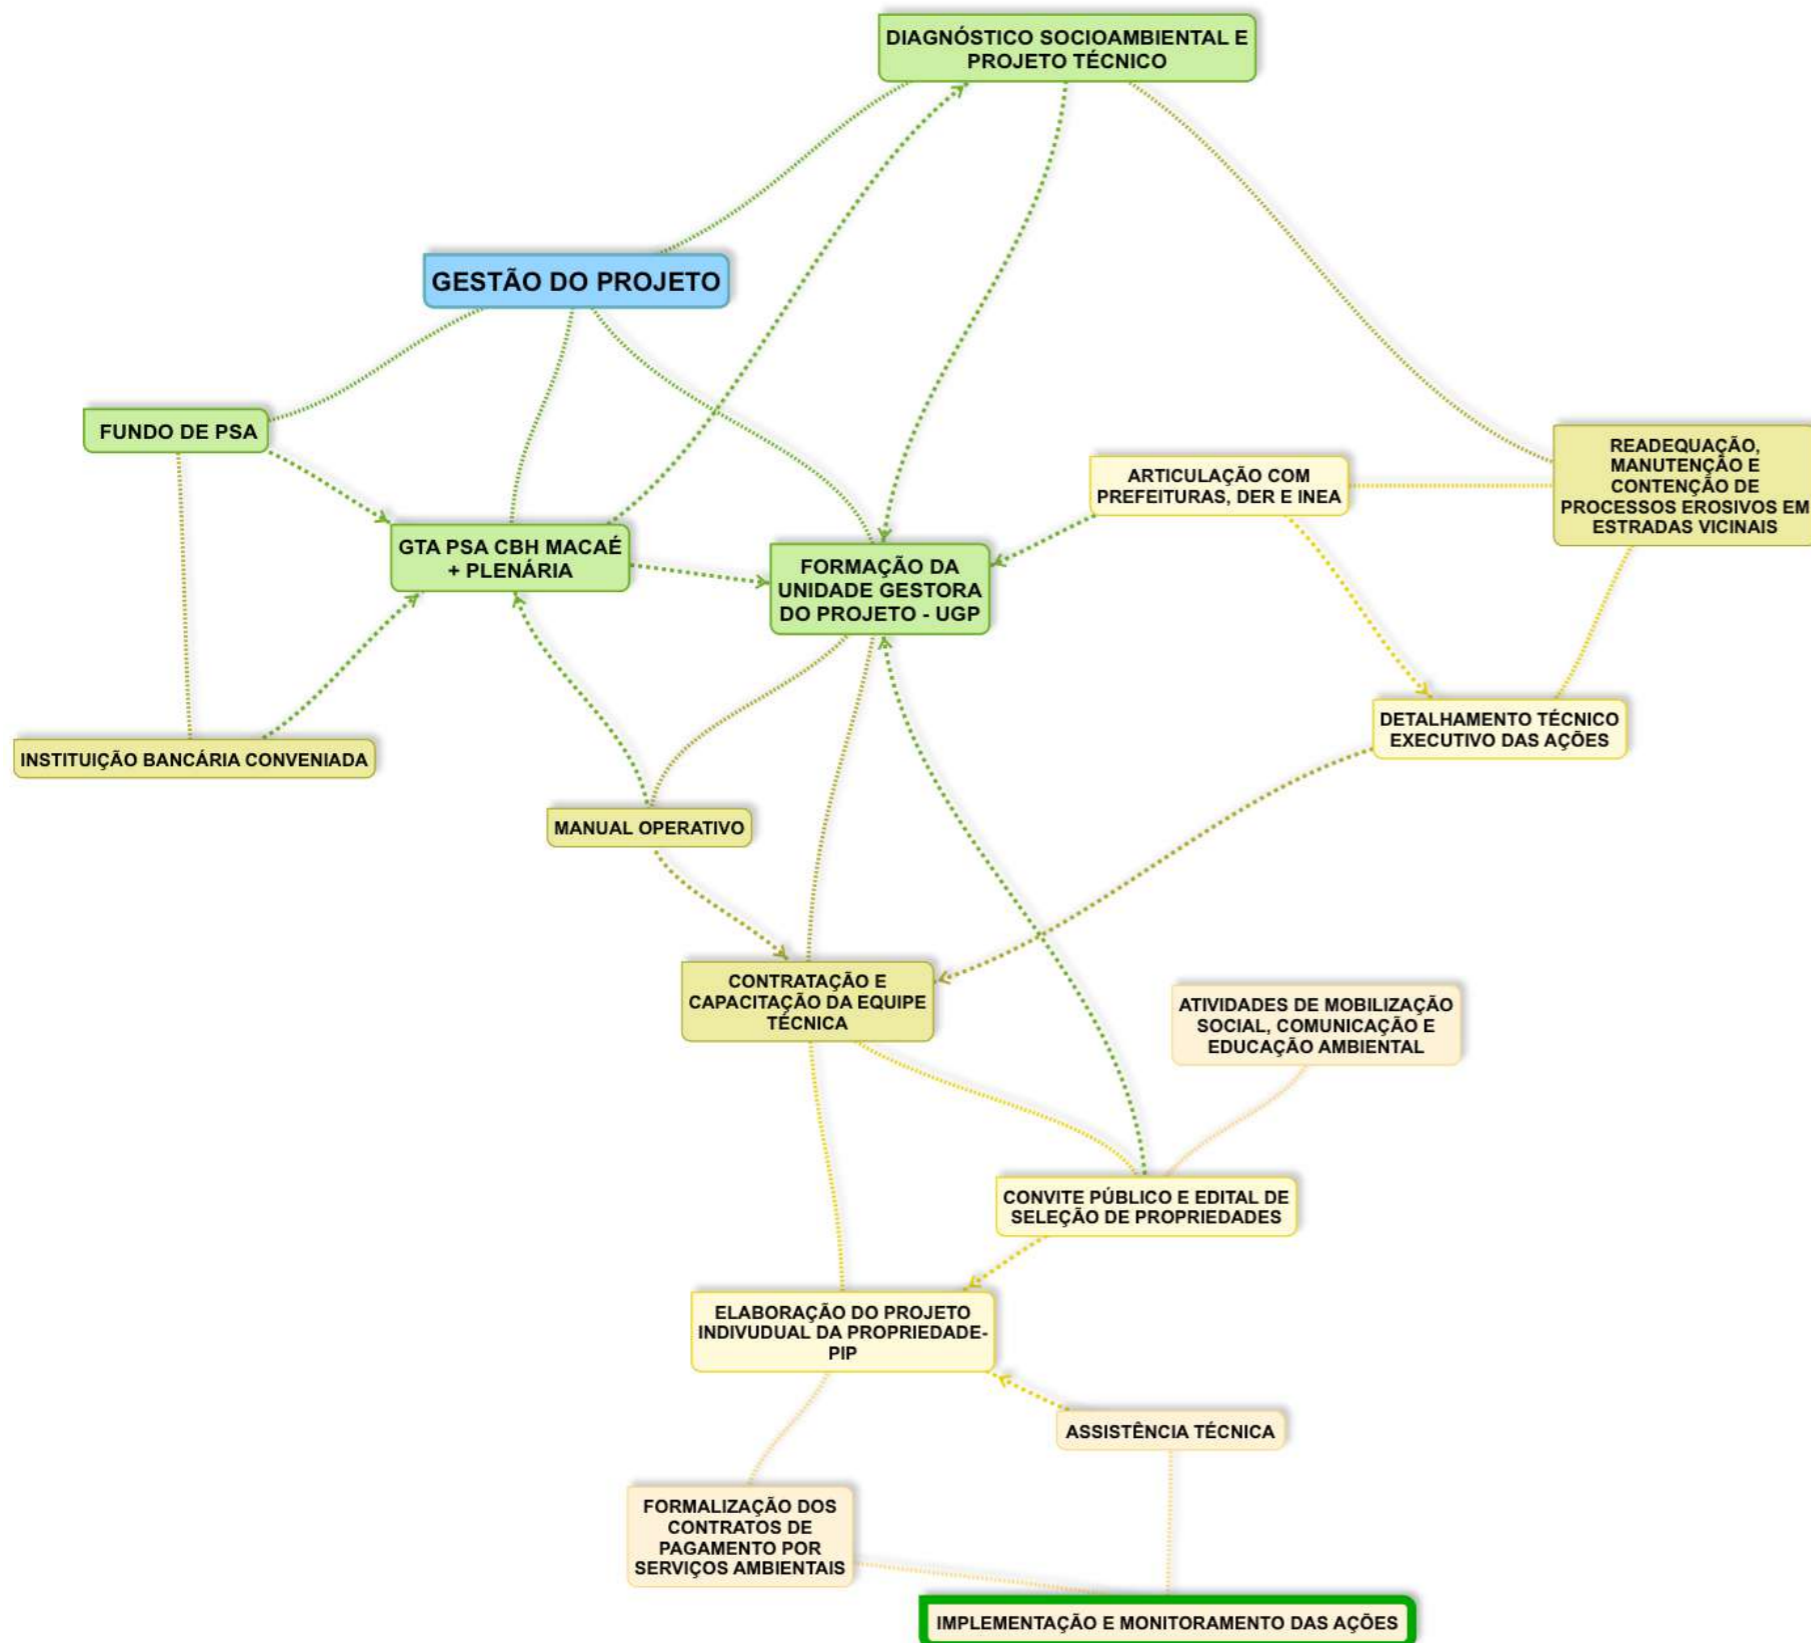 DIAGNÓSTICO SOCIOAMBIENTAL E
PROJETO TÉCNICO
GESTÃO DO PROJETO
FUNDO DE PSA
ARTICULAÇÃO COM
PREFEITURAS, DER E INEA
READEQUAÇÃO,
MANUTENÇÃO E
CONTENÇÃO DE
PROCESSOS EROSIVOS EM
ESTRADAS VICINAIS
GTA PSA CBH MACAÉ
+ PLENÁRIA
FORMAÇÃO DA
UNIDADE GESTORA
DO PROJETO - UGP
DETALHAMENTO TÉCNICO
EXECUTIVO DAS AÇÕES
INSTITUIÇÃO BANCÁRIA CONVENIADA
MANUAL OPERATIVO
CONTRATAÇÃO E
CAPACITAÇÃO DA EQUIPE
TÉCNICA
ATIVIDADES DE MOBILIZAÇÃO
SOCIAL, COMUNICAÇÃO E
EDUCAÇÃO AMBIENTAL
CONVITE PÚBLICO E EDITAL DE
SELEÇÃO DE PROPRIEDADES
ELABORAÇÃO DO PROJETO
INDIVUDUAL DA PROPRIEDADE-
PIP
ASSISTÊNCIA TÉCNICA
FORMALIZAÇÃO DOS
CONTRATOS DE
PAGAMENTO POR
SERVIÇOS AMBIENTAIS
IMPLEMENTAÇÃO E MONITORAMENTO DAS AÇÕES